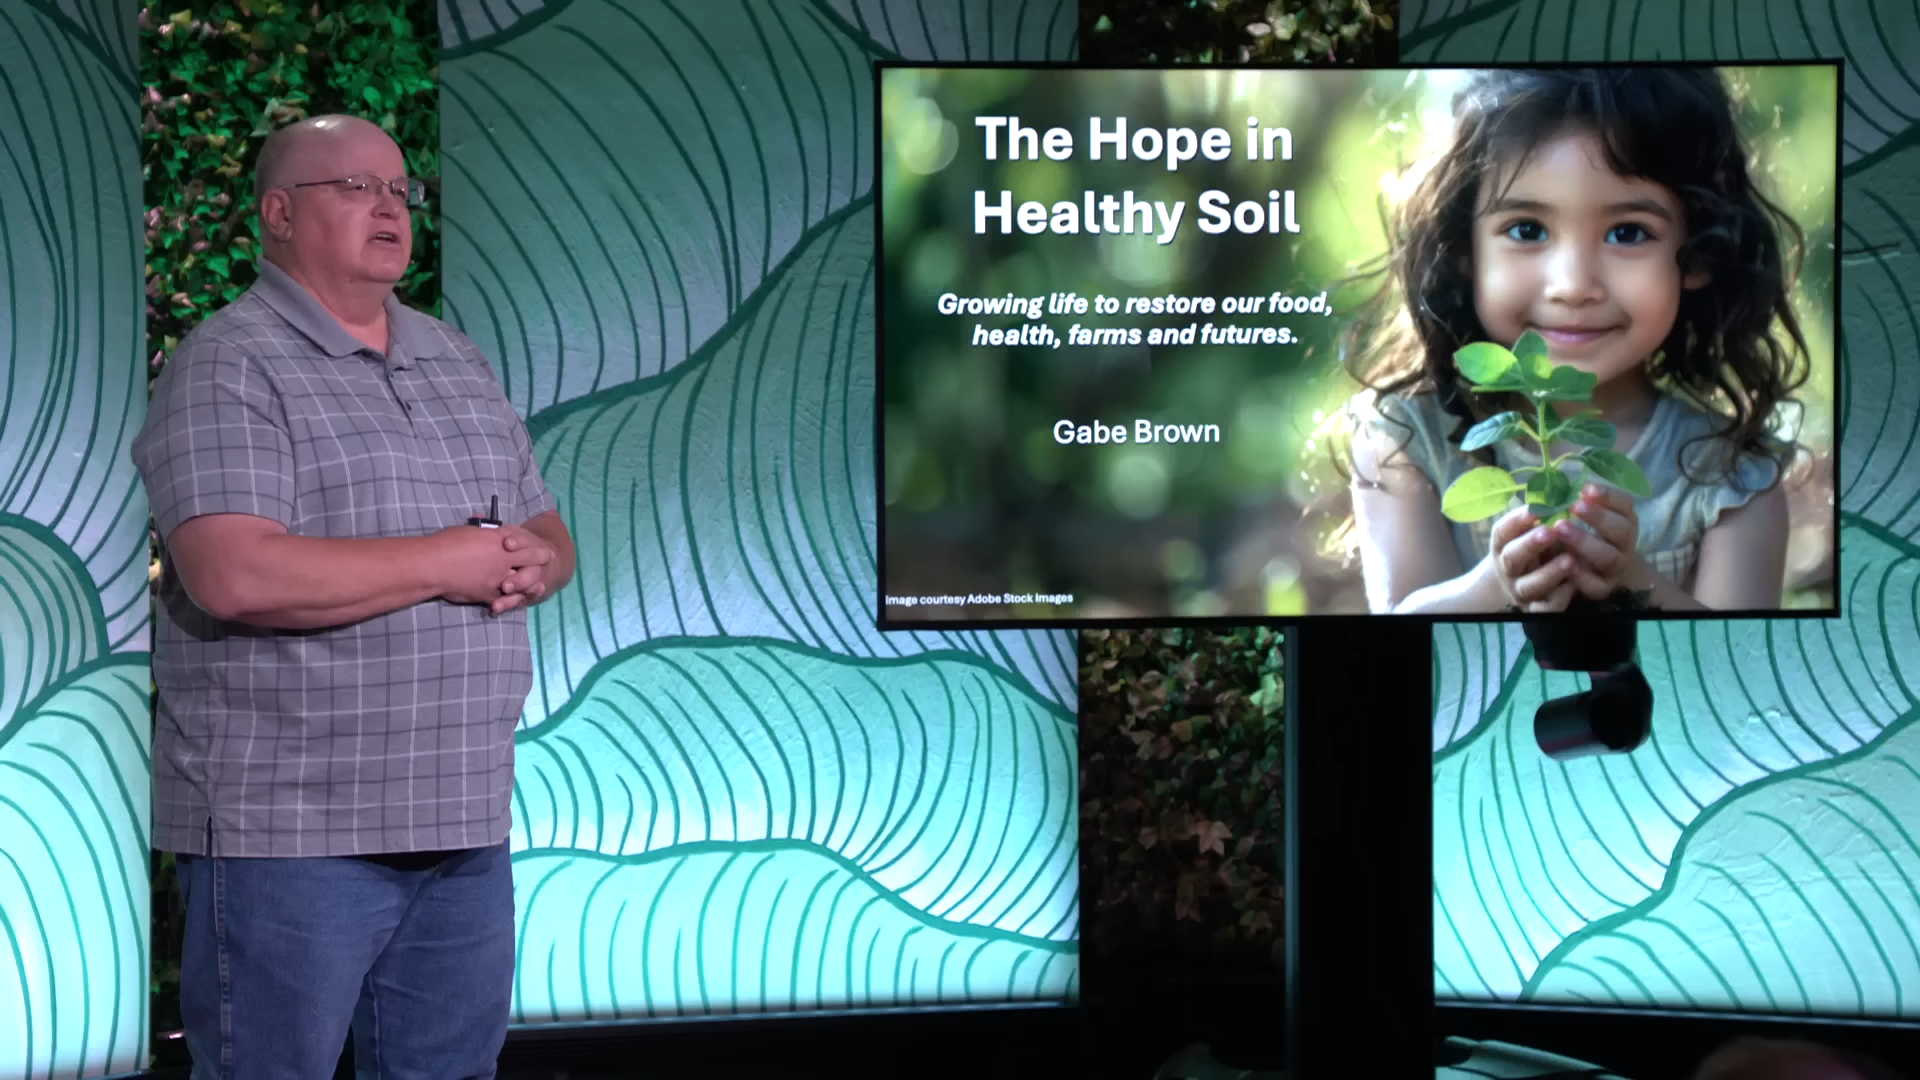 The Hope in
Healthy Soil
Growing life to restore our food,
health, farms and futures.
Gabe Brown
Image courtesy Adobe Stock Images